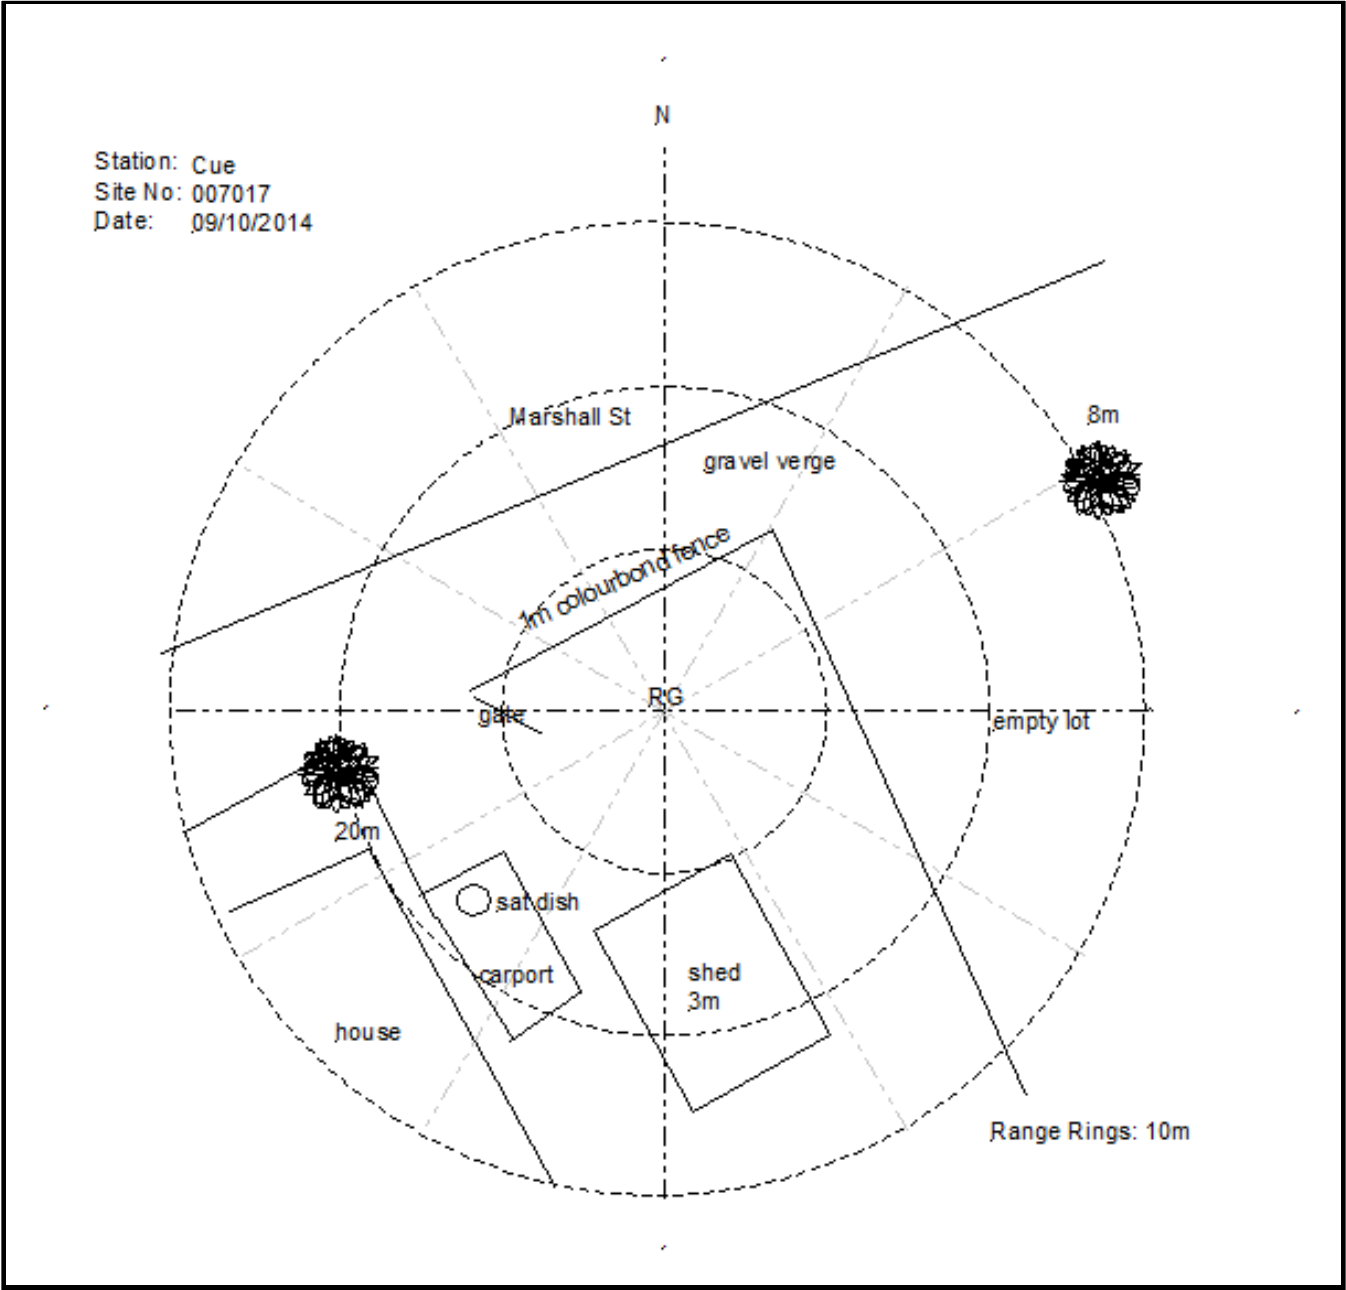 N
Station: Cue
Site No: 007017
Date: 09/10/2014
Marshall St
8m
gravel verge
1m colourbond fence
RG
gate
empty lot
20m
sat dish
carport
shed
3m
house
Range Rings: 10m